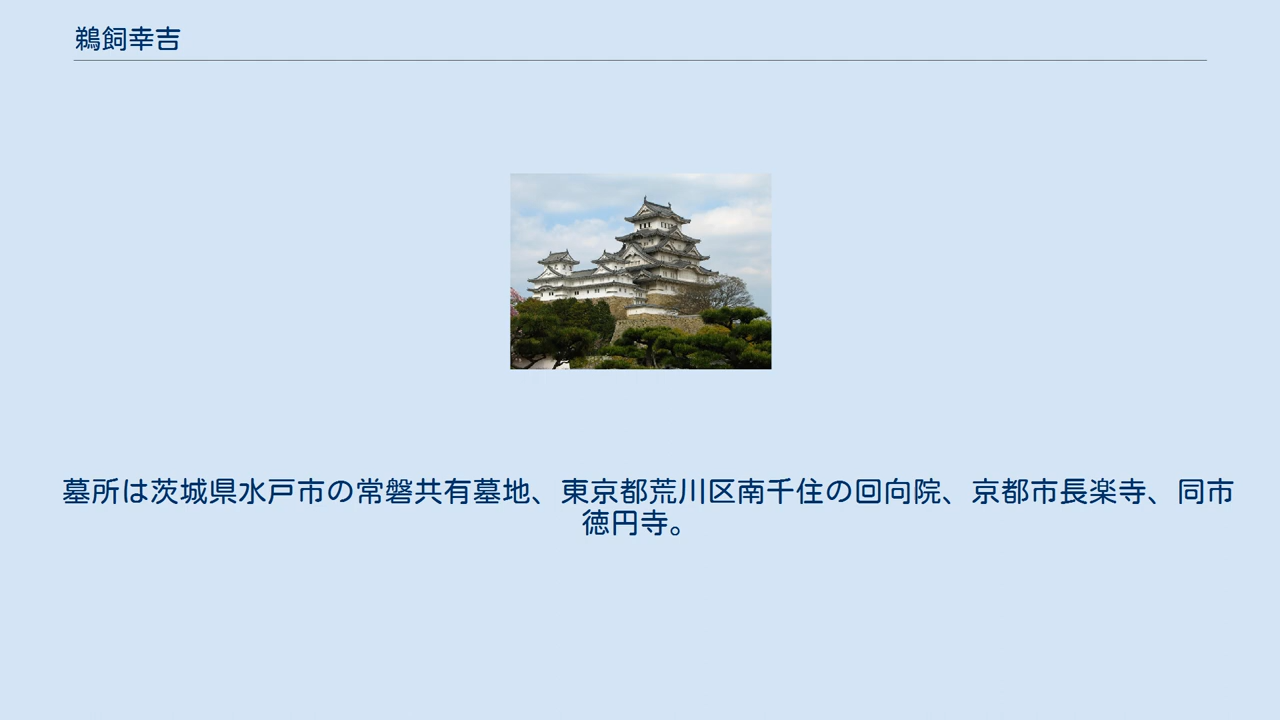 鵜飼幸吉
墓所は茨城県水戸市の常磐共有墓地、東京都荒川区南千住の回向院、京都市長楽寺、同市
徳円寺。